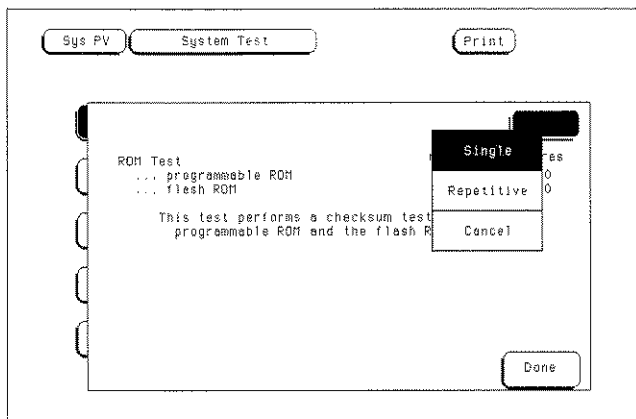 Sys PV
System Test
Print
ROM Test
... programmable ROM
... flash ROM
This test performs a checksum test
programmable ROM and the flash R
Single
Repetitive
Cancel
res
0
0
Done